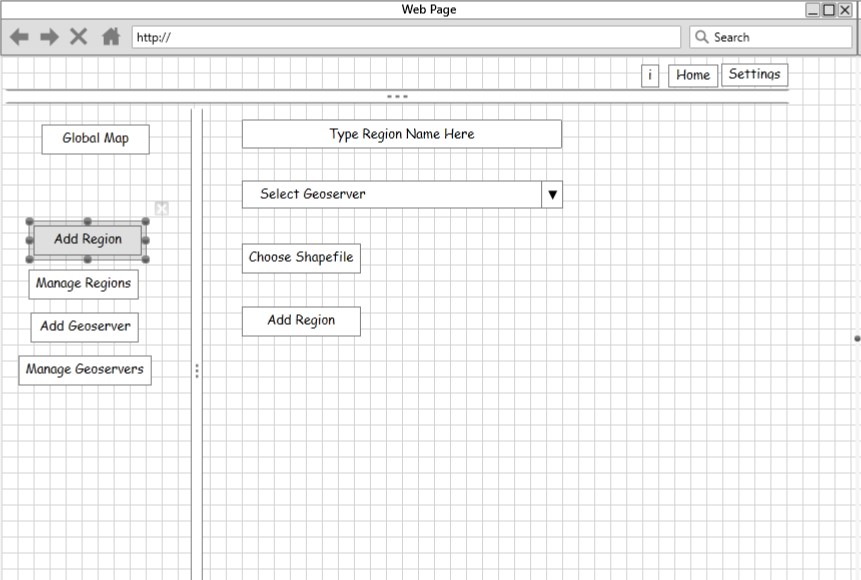 Web Page
http://
Search
i
Home
Settings
Global Map
Add Region
Manage Regions
Add Geoserver
Manage Geoservers
Type Region Name Here
Select Geoserver
Choose Shapefile
Add Region